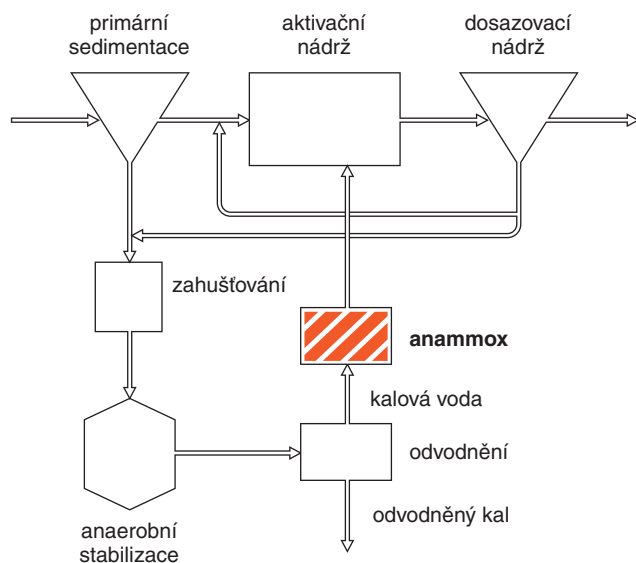 primární
sedimentace
aktivační
nádrž
dosazovací
nádrž
zahušťování
anammox
kalová voda
odvodnění
odvodněný kal
anaerobní
stabilizace